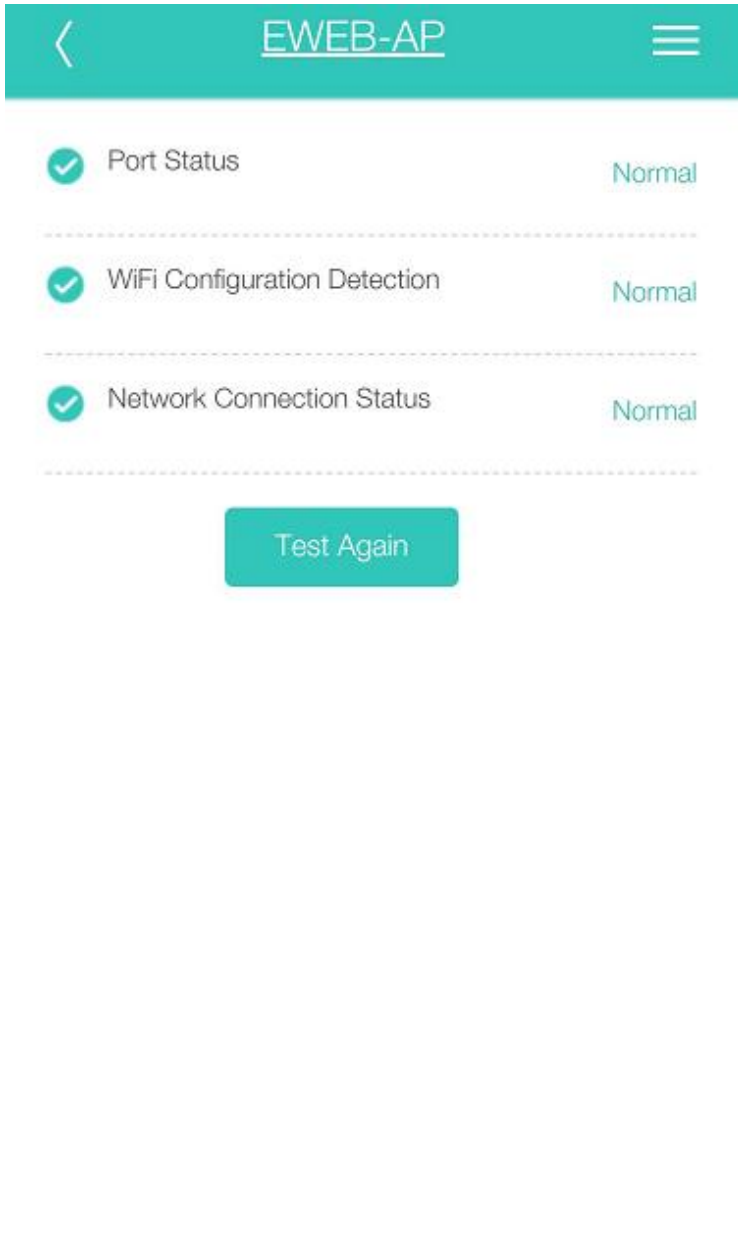 EWEB-AP
Port Status
Normal
WiFi Configuration Detection
Normal
Network Connection Status
Normal
Test Again